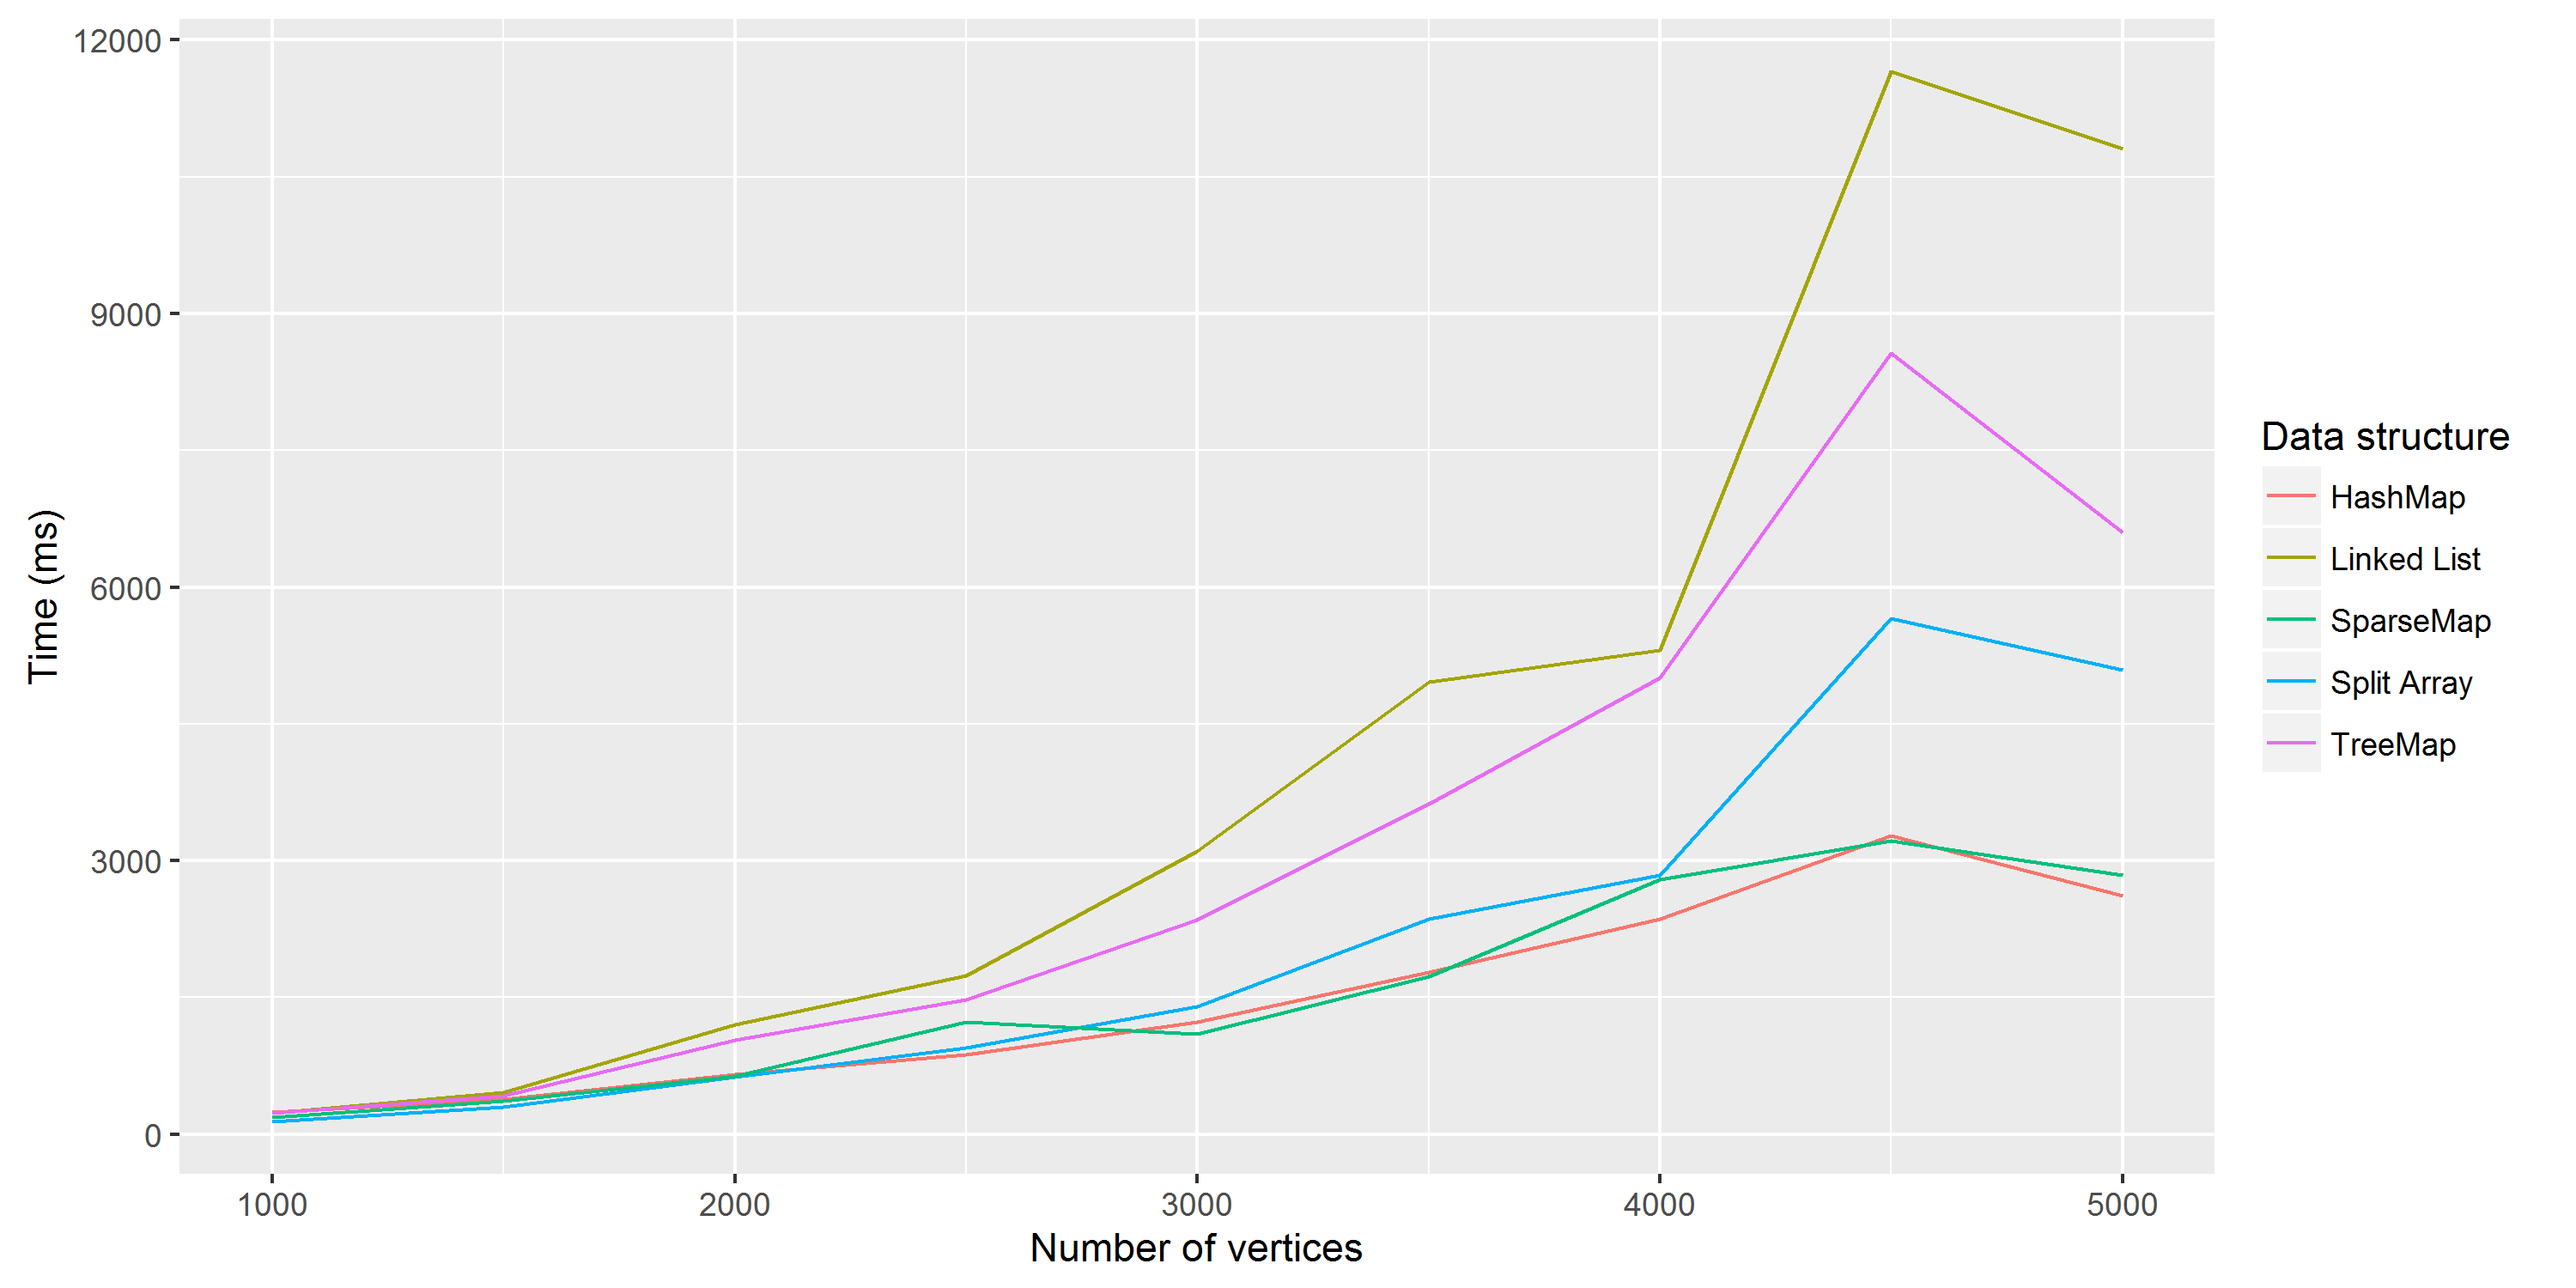 12000
9000
6000
3000
0
Time (ms)
1000 2000 3000 4000 5000
Number of vertices
Data structure
HashMap
Linked List
SparseMap
Split Array
TreeMap